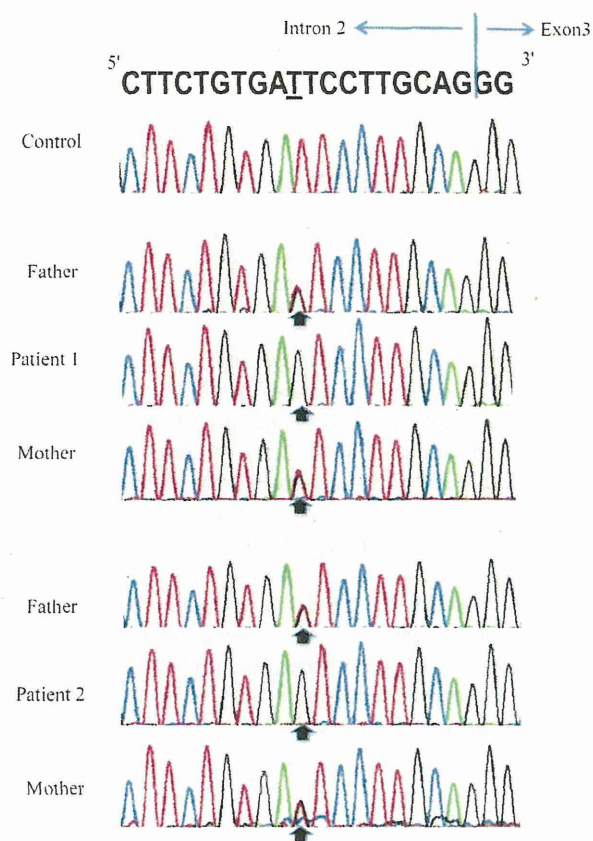 Intron 2 Exon3
5' 3'
CTTCTGTGATTCCTTGCAGGG
Control
Father
Patient 1
Mother
Father
Patient 2
Mother